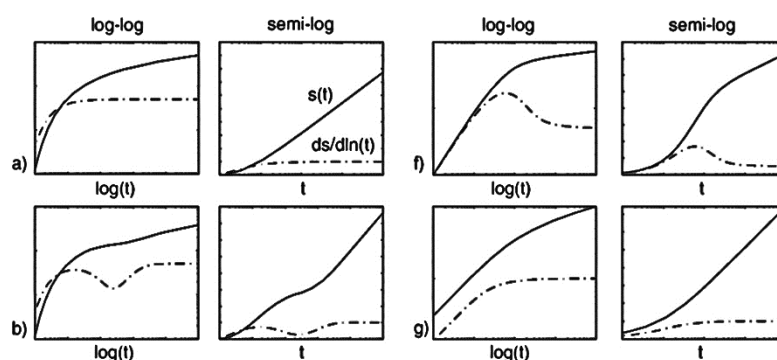 log-log semi-log log-log semi-log
s(t)
ds/dln(t)
a) f)
log(t) t log(t) t
b) g)
log(t) t log(t) t